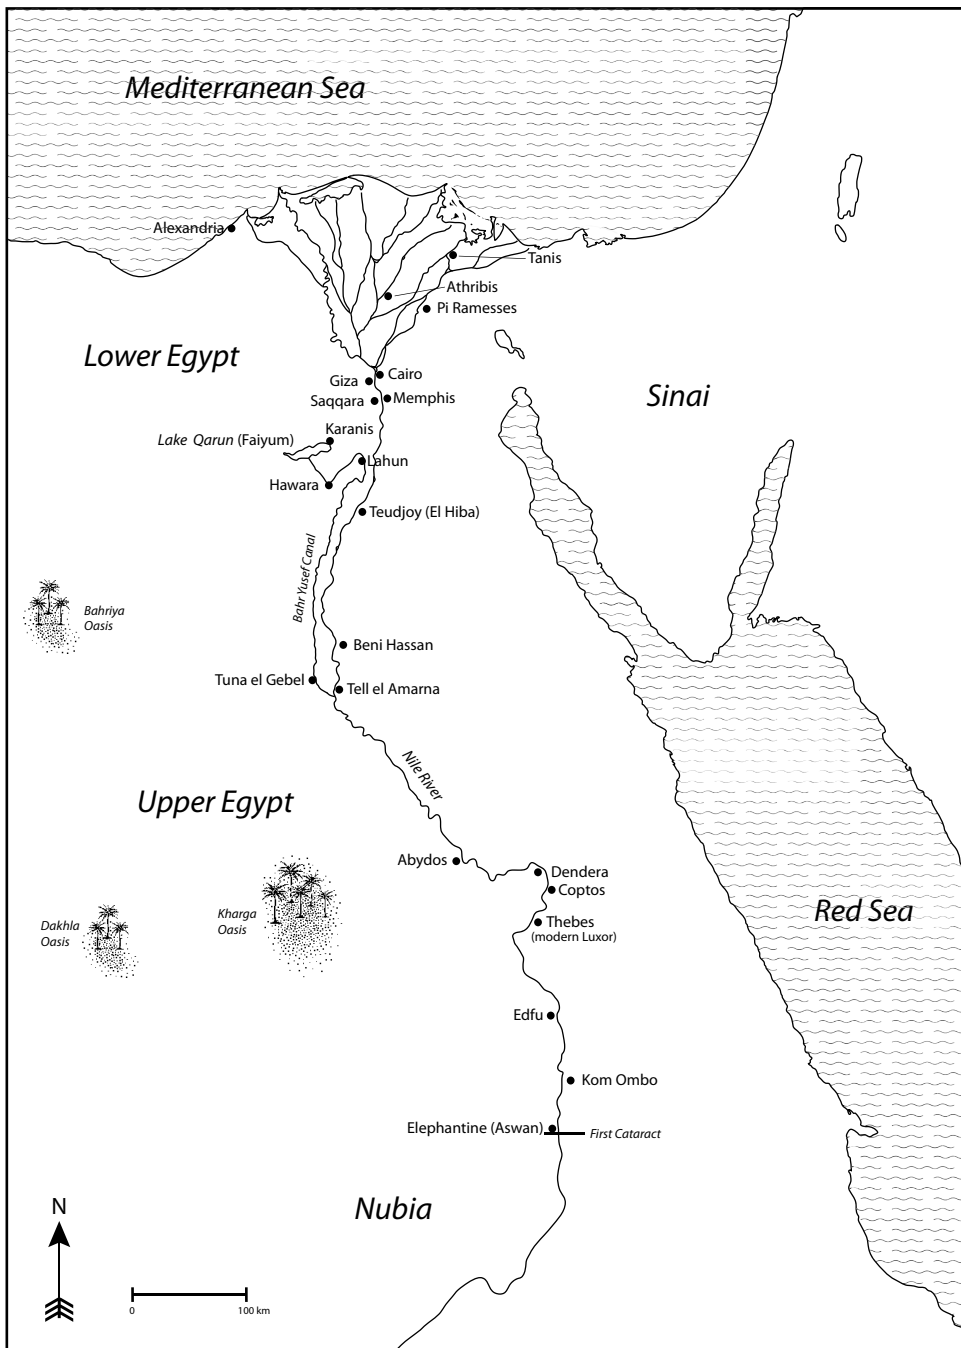 Mediterranean Sea
Alexandria
Tanis
Athribis
Pi Ramesses
Lower Egypt
Cairo
Giza
Sinai
Memphis
Saqqara
Karanis
Lake Qarun (Faiyum)
Lahun
Hawara
Teudjoy (El Hiba)
Bahr Yusef Canal
Bahriya
Oasis
Beni Hassan
Tuna el Gebel
Tell el Amarna
Nile River
Upper Egypt
Abydos
Dendera
Coptos
Kharga
Oasis
Red Sea
Dakhla
Oasis
Thebes
(modern Luxor)
Edfu
Kom Ombo
Elephantine (Aswan)
First Cataract
Nubia
N
0
100 km